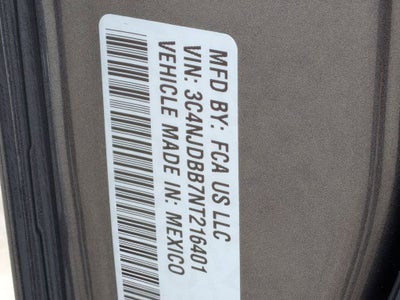 MFD BY: FCA US LLC
VIN: 3C4NJDBB7NT216401
VEHICLE MADE IN: MEXICO